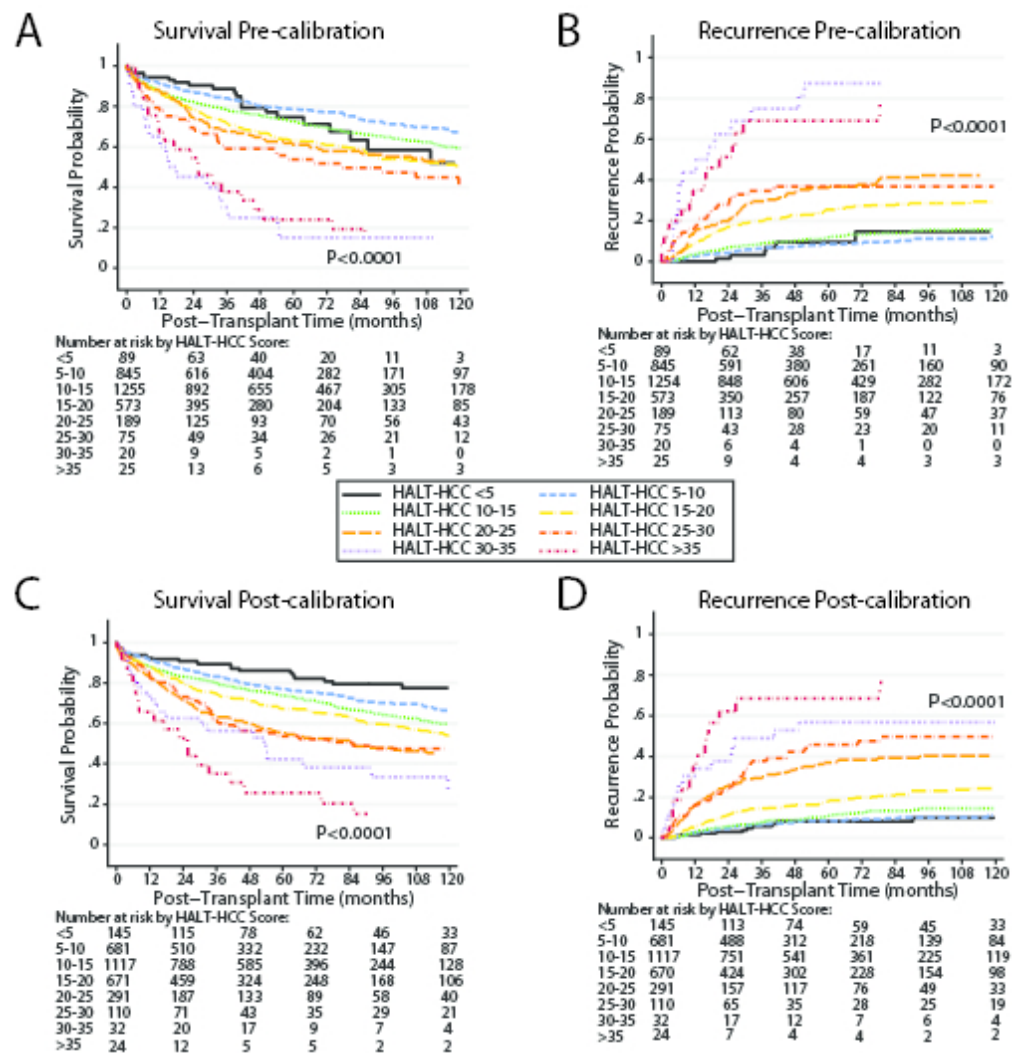 A
Survival Pre-calibration
Survival Probability
1
.8
.6
.4
.2
0
P<0.0001
0 12 24 36 48 60 72 84 96 108 120
Post–Transplant Time (months)
Number at risk by HALT-HCC Score:
<5 89 63 40 20 11 3
5-10 845 616 404 282 171 97
10-15 1255 892 655 467 305 178
15-20 573 395 280 204 133 85
20-25 189 125 93 70 56 43
25-30 75 49 34 26 21 12
30-35 20 9 5 2 1 0
>35 25 13 6 5 3 3
B
Recurrence Pre-calibration
Recurrence Probability
1
.8
.6
.4
.2
0
P<0.0001
0 12 24 36 48 60 72 84 96 108 120
Post–Transplant Time (months)
Number at risk by HALT-HCC Score:
<5 89 62 38 17 11 3
5-10 845 591 380 261 160 90
10-15 1254 848 606 429 282 172
15-20 573 350 257 187 122 76
20-25 189 113 80 59 47 37
25-30 75 43 28 23 20 11
30-35 20 6 4 1 0 0
>35 25 9 4 4 3 3
HALT-HCC <5 HALT-HCC 5-10
HALT-HCC 10-15 HALT-HCC 15-20
HALT-HCC 20-25 HALT-HCC 25-30
HALT-HCC 30-35 HALT-HCC >35
C
Survival Post-calibration
Survival Probability
1
.8
.6
.4
.2
0
P<0.0001
0 12 24 36 48 60 72 84 96 108 120
Post–Transplant Time (months)
Number at risk by HALT-HCC Score:
<5 145 115 78 62 46 33
5-10 681 510 332 232 147 87
10-15 1117 788 585 396 244 128
15-20 671 459 324 248 168 106
20-25 291 187 133 89 58 40
25-30 110 71 43 35 29 21
30-35 32 20 17 9 7 4
>35 24 12 5 5 2 2
D
Recurrence Post-calibration
Recurrence Probability
1
.8
.6
.4
.2
0
P<0.0001
0 12 24 36 48 60 72 84 96 108 120
Post–Transplant Time (months)
Number at risk by HALT-HCC Score:
<5 145 113 74 59 45 33
5-10 681 488 312 218 139 84
10-15 1117 751 541 361 225 119
15-20 670 424 302 228 154 98
20-25 291 157 117 76 49 33
25-30 110 65 35 28 25 19
30-35 32 17 12 7 6 4
>35 24 7 4 4 2 2